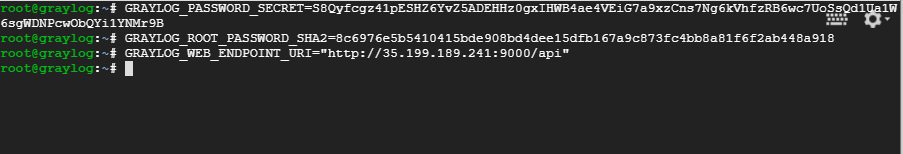 root@graylog:~# GRAYLOG_PASSWORD_SECRET=S8Qyfcgz41pESHZ6YvZ5ADEHHz0gxIHWB4ae4VEiG7a9xzCns7Ng6kVhfzRB6wc7UoSsQd1Ua1W
6sgWDNPcwObQYi1YNMr9B
root@graylog:~# GRAYLOG_ROOT_PASSWORD_SHA2=8c6976e5b5410415bde908bd4dee15dfb167a9c873fc4bb8a81f6f2ab448a918
root@graylog:~# GRAYLOG_WEB_ENDPOINT_URI="http://35.199.189.241:9000/api"
root@graylog:~#